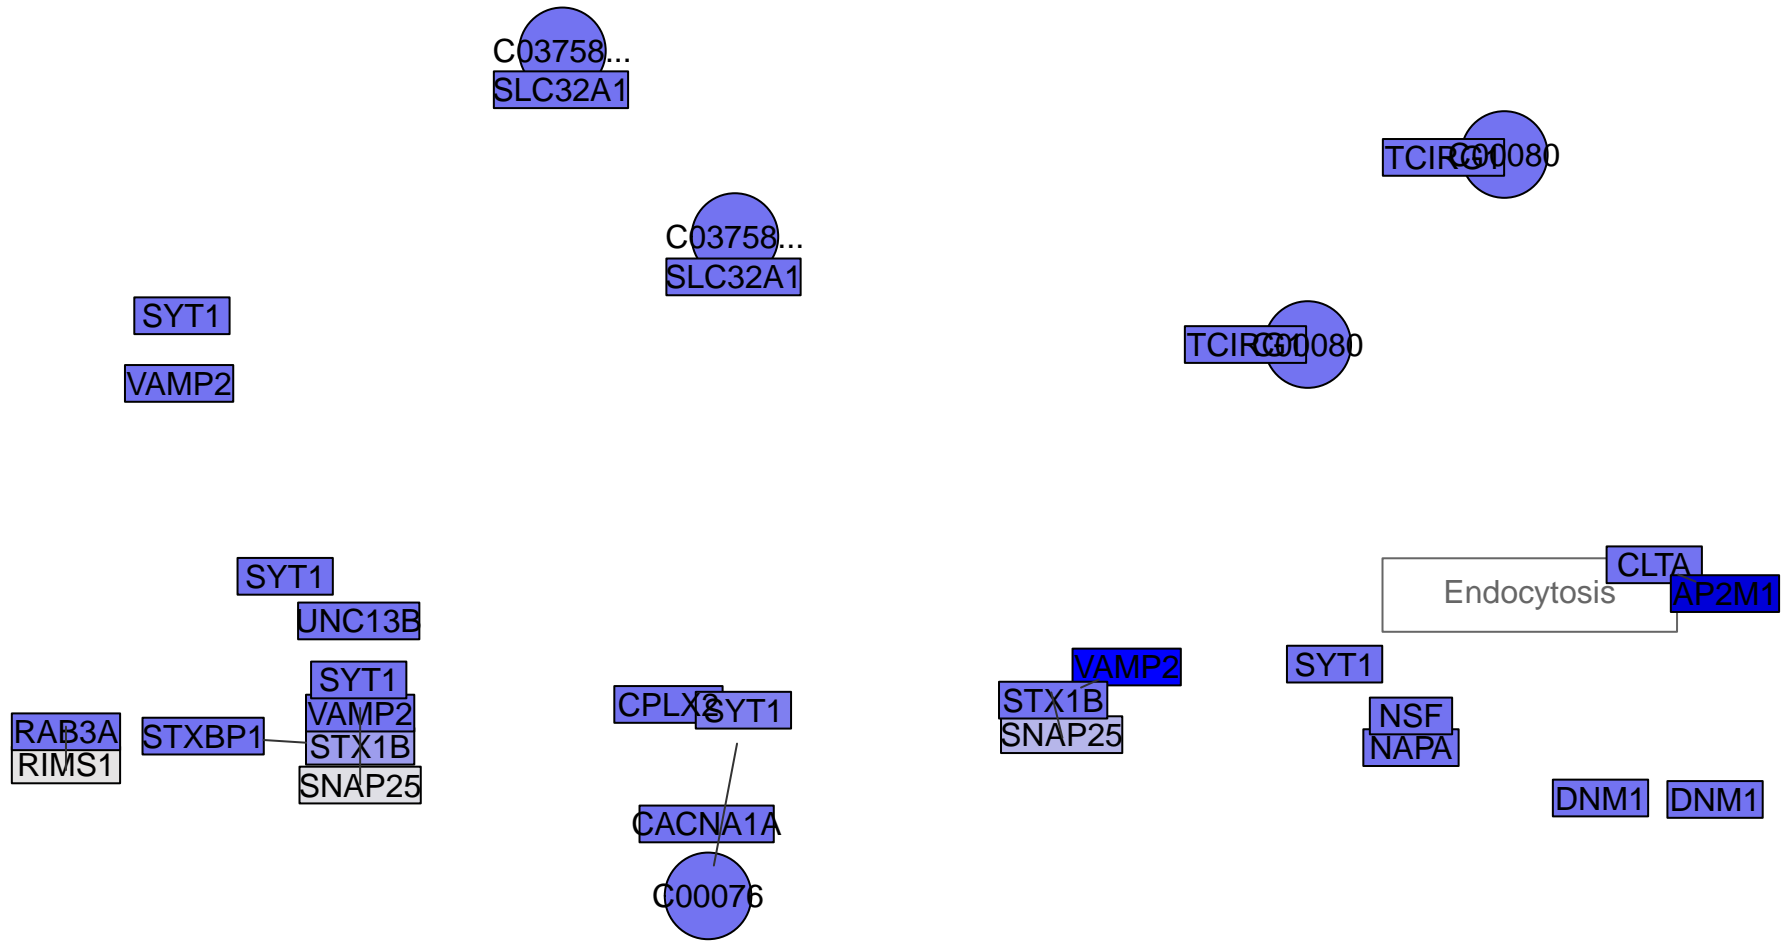 C03758...
SLC32A1
TCIRG1
C00080
C03758...
SLC32A1
SYT1
TCIRG1
C00080
VAMP2
SYT1
CLTA
Endocytosis
AP2M1
UNC13B
SYT1
VAMP2
SYT1
CPLX2
SYT1
STX1B
VAMP2
NSF
RAB3A
STXBP1
STX1B
SNAP25
NAPA
RIMS1
SNAP25
DNM1
DNM1
CACNA1A
C00076